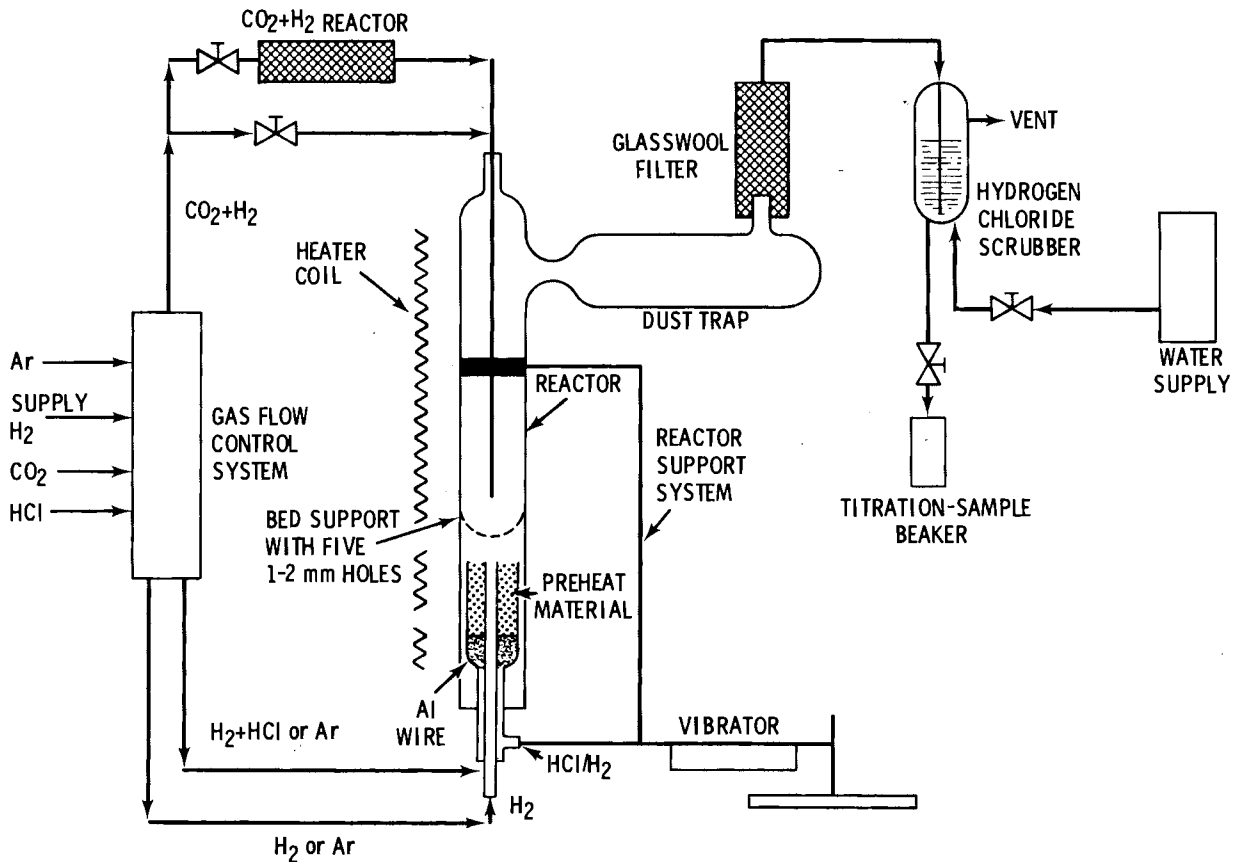 CO2+H2 REACTOR
GLASSWOOL
FILTER
VENT
HYDROGEN
CHLORIDE
SCRUBBER
CO2+H2
HEATER
COIL
DUST TRAP
WATER
SUPPLY
Ar
SUPPLY
H2
CO2
HCl
GAS FLOW
CONTROL
SYSTEM
REACTOR
REACTOR
SUPPORT
SYSTEM
TITRATION-SAMPLE
BEAKER
BED SUPPORT
WITH FIVE
1-2 mm HOLES
PREHEAT
MATERIAL
Al
WIRE
VIBRATOR
H2+HCl or Ar
HCl/H2
H2
H2 or Ar